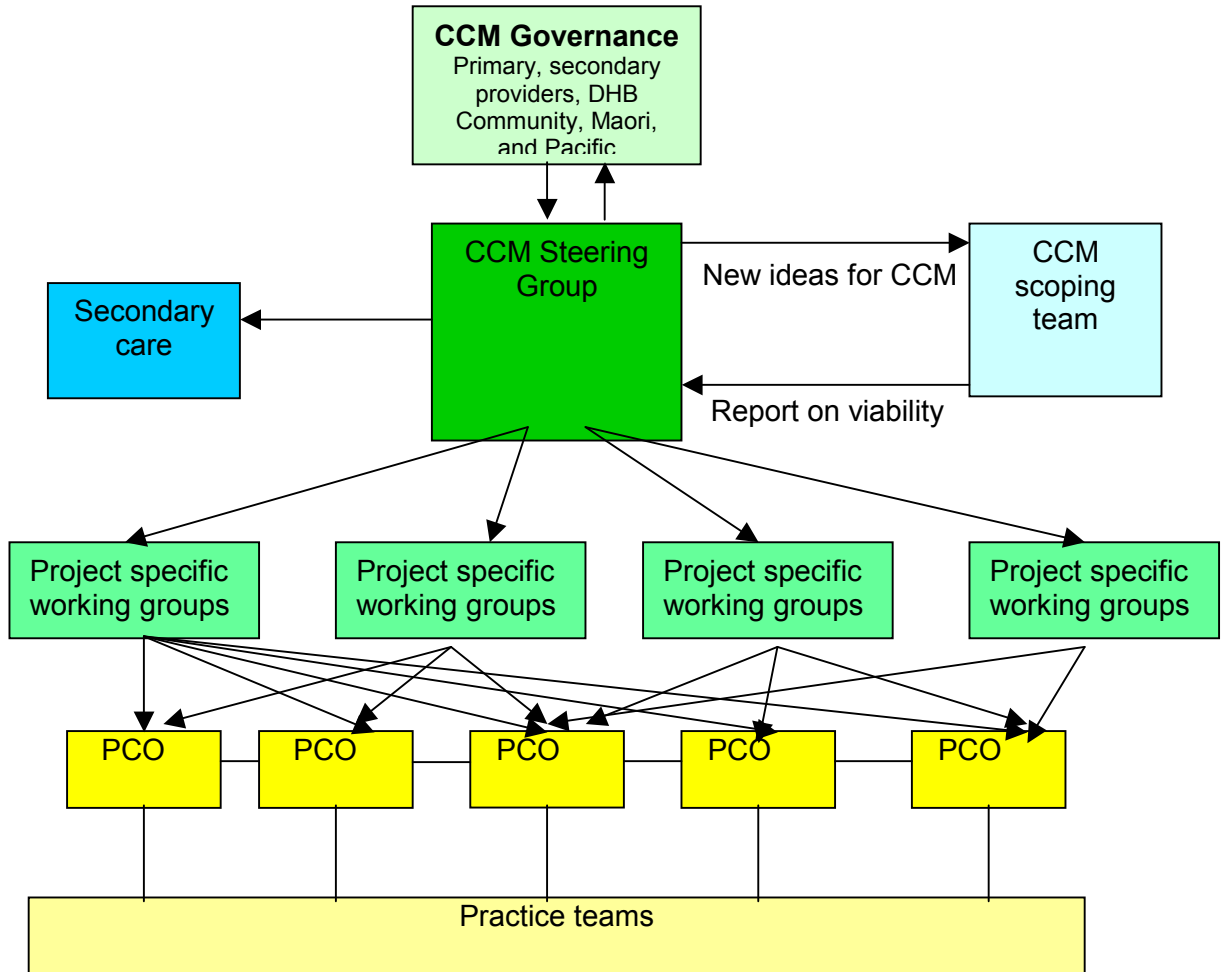 CCM Governance
Primary, secondary
providers, DHB
Community, Maori,
and Pacific
CCM Steering
Group
New ideas for CCM
CCM
scoping
team
Secondary
care
Report on viability
Project specific
working groups
Project specific
working groups
Project specific
working groups
Project specific
working groups
PCO
PCO
PCO
PCO
PCO
Practice teams